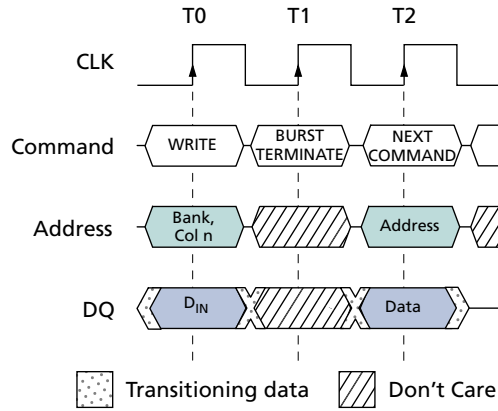 T0 T1 T2
CLK
Command WRITE BURST TERMINATE NEXT COMMAND
Address Bank, Col n Address
DQ DIN Data
Transitioning data Don't Care